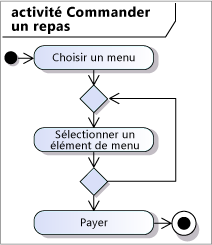 activité Commander
un repas
Choisir un menu
Sélectionner un
élément de menu
Payer